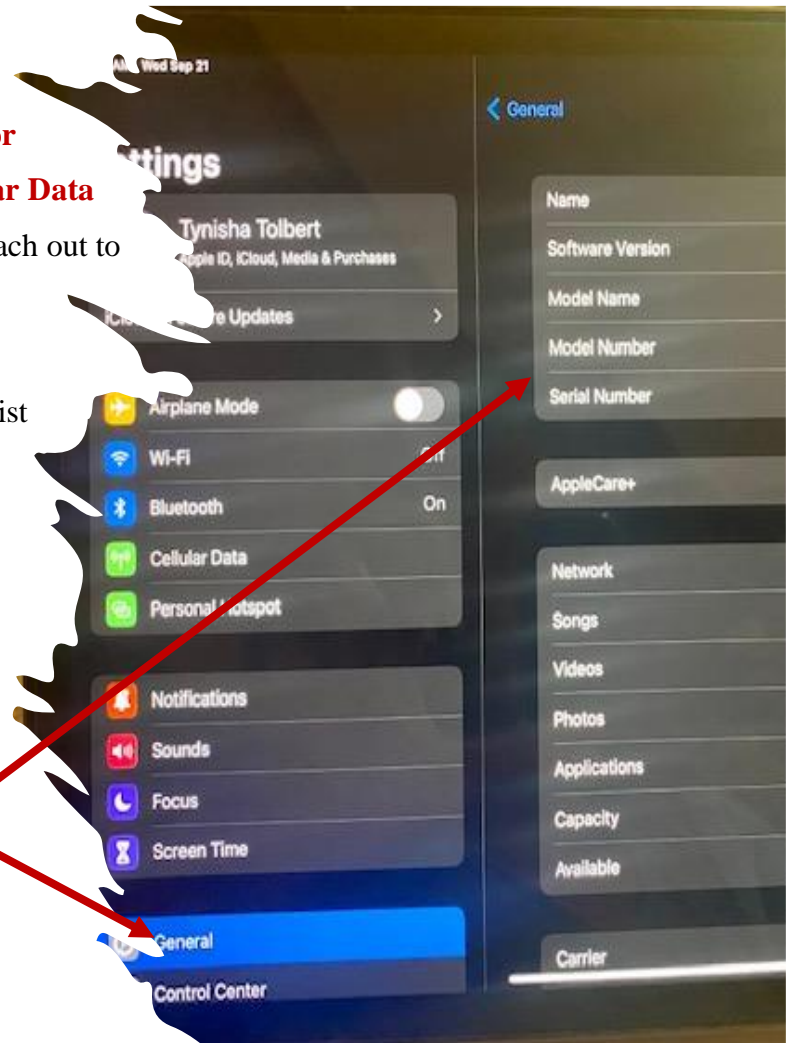 Wed Sep 21
or
ar Data
ach out to
ist
ttings
Tynisha Tolbert
Apple ID, iCloud, Media & Purchases
e Updates
Airplane Mode
Wi-Fi
Off
Bluetooth
On
Cellular Data
Personal Hotspot
Notifications
Sounds
Focus
Screen Time
General
Control Center
General
Name
Software Version
Model Name
Model Number
Serial Number
AppleCare+
Network
Songs
Videos
Photos
Applications
Capacity
Available
Carrier